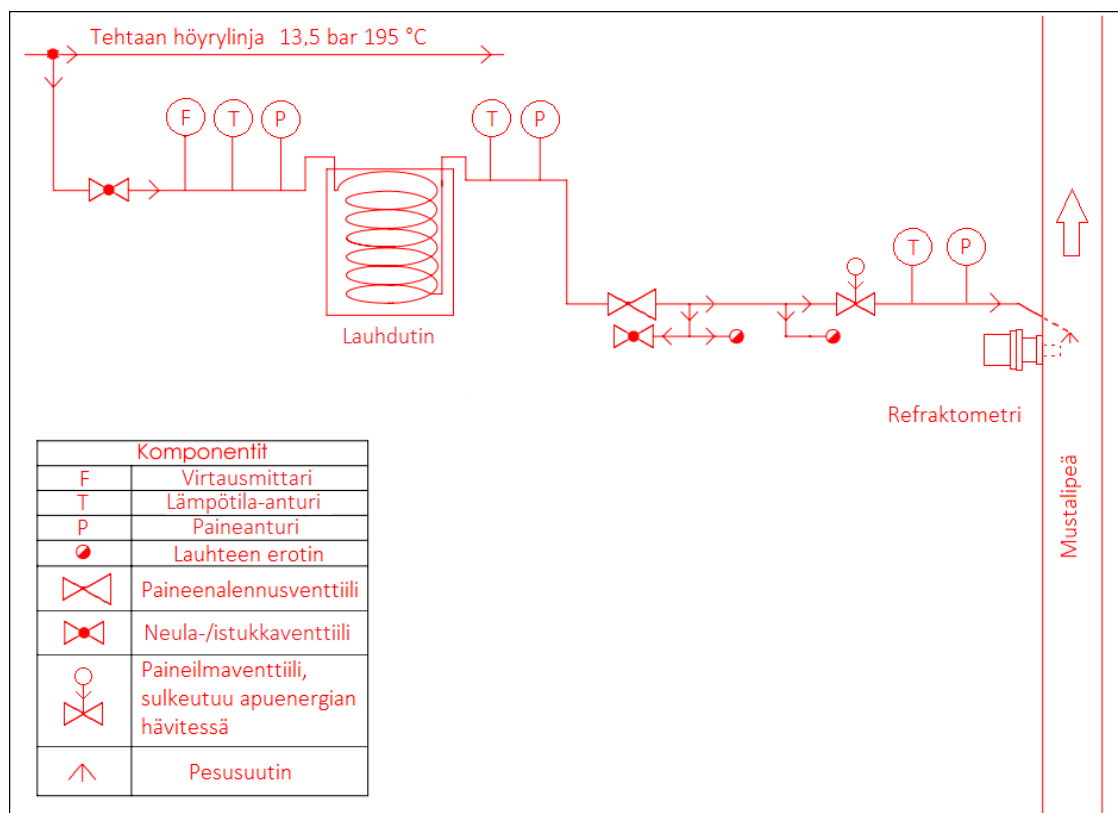 Tehtaan höyrylinja 13,5 bar 195 °C
F
T
P
T
P
Lauhdutin
T
P
Refraktometri
Mustalipeä
Komponentit
F Virtausmittari
T Lämpötila-anturi
P Paineanturi
Lauhteen erotin
Paineenalennusventtiili
Neula-/istukkaventtiili
Paineilmaventtiili,
sulkeutuu apuenergian
hävitessä
Pesusuutin